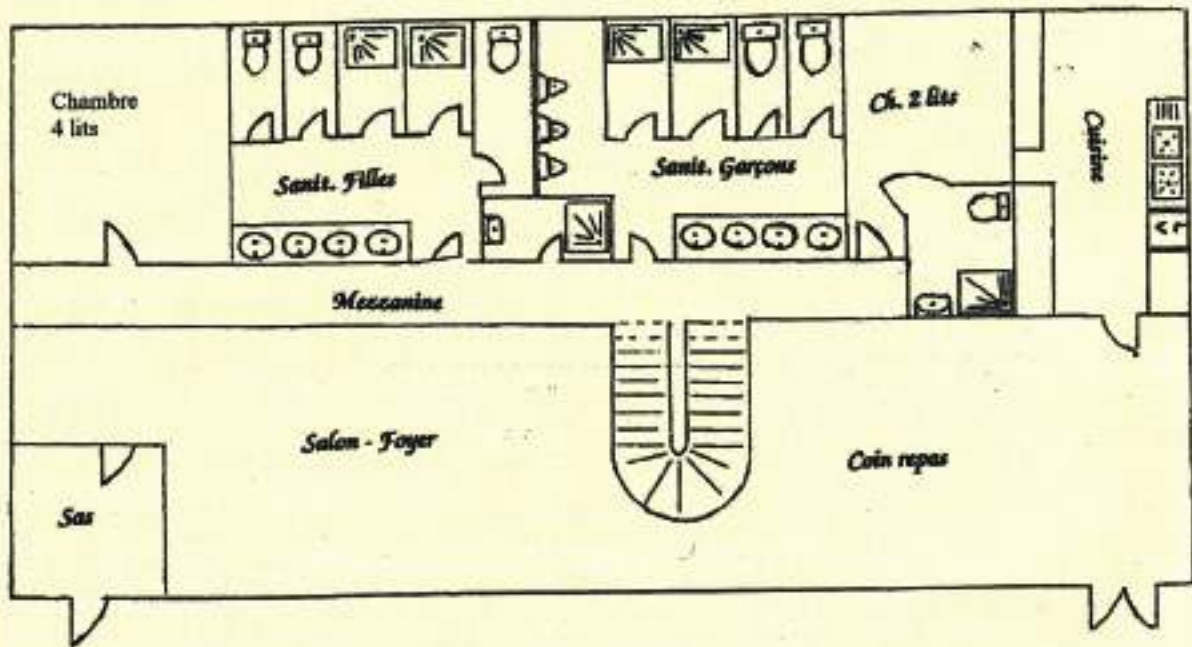 Chambre
4 lits
Sanit. Filles
Sanit. Garçons
Ch. 2 lits
Cuisine
Mezzanine
Salon - Foyer
Coin repas
Sas